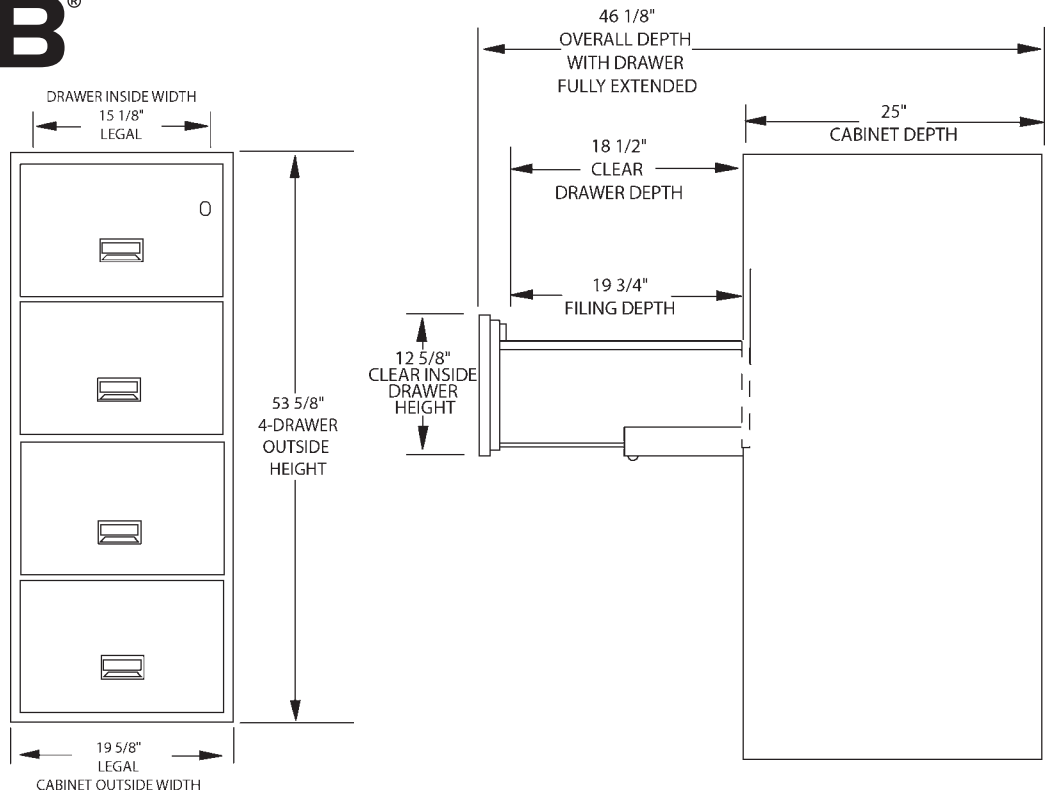 B®
DRAWER INSIDE WIDTH
15 1/8"
LEGAL
46 1/8"
OVERALL DEPTH
WITH DRAWER
FULLY EXTENDED
25"
CABINET DEPTH
18 1/2"
CLEAR
DRAWER DEPTH
19 3/4"
FILING DEPTH
12 5/8"
CLEAR INSIDE
DRAWER
HEIGHT
53 5/8"
4-DRAWER
OUTSIDE
HEIGHT
19 5/8"
LEGAL
CABINET OUTSIDE WIDTH